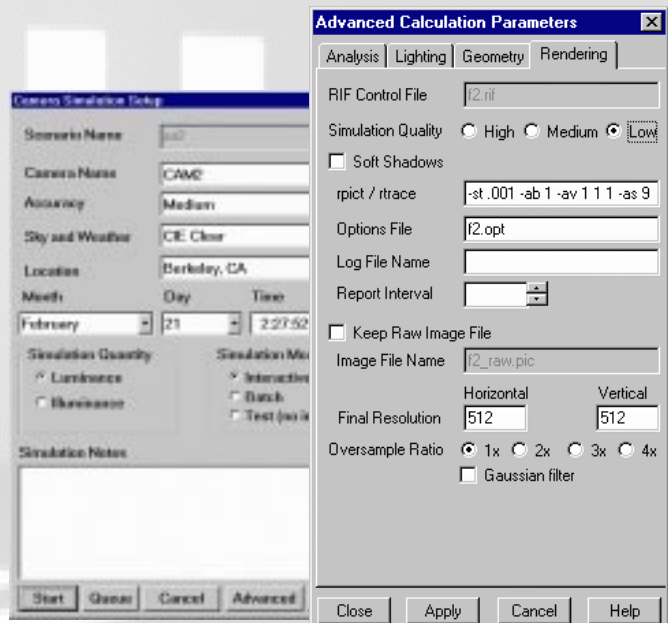 Camera Simulation Setup
Scenario Name
Camera Name CAM2
Accuracy Medium
Sky and Weather CIE Clear
Location Berkeley, CA
Month Day Time
February 21 2:27:52
Simulation Quantity
Luminance
Illuminance
Simulation Mo
Interactive
Batch
Test (no i
Simulation Notes
Start Queue Cancel Advanced
Advanced Calculation Parameters
Analysis Lighting Geometry Rendering
RIF Control File f2.rif
Simulation Quality High Medium Low
Soft Shadows
rpict / rtrace -st .001 -ab 1 -av 1 1 1 -as 9
Options File f2.opt
Log File Name
Report Interval
Keep Raw Image File
Image File Name f2_raw.pic
Horizontal Vertical
Final Resolution 512 512
Oversample Ratio 1x 2x 3x 4x
Gaussian filter
Close Apply Cancel Help